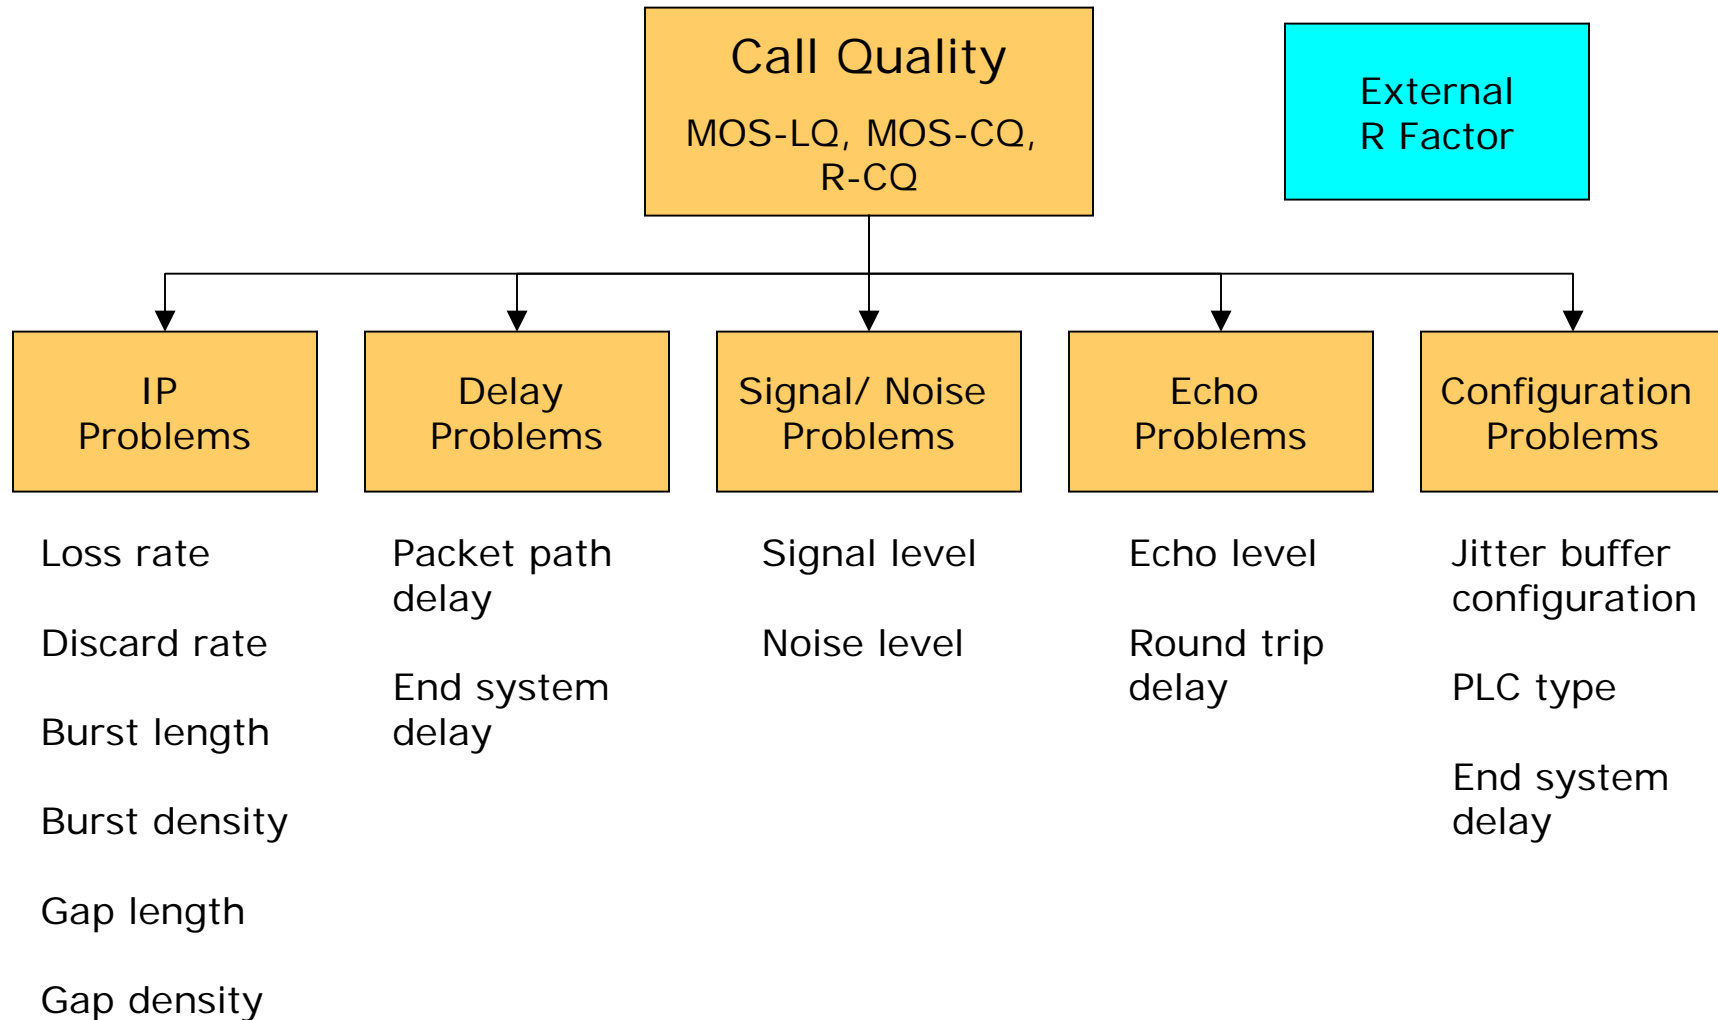 Call Quality
MOS-LQ, MOS-CQ,
R-CQ
External
R Factor
IP
Problems
Delay
Problems
Signal/ Noise
Problems
Echo
Problems
Configuration
Problems
Loss rate
Discard rate
Burst length
Burst density
Gap length
Gap density
Packet path
delay
End system
delay
Signal level
Noise level
Echo level
Round trip
delay
Jitter buffer
configuration
PLC type
End system
delay